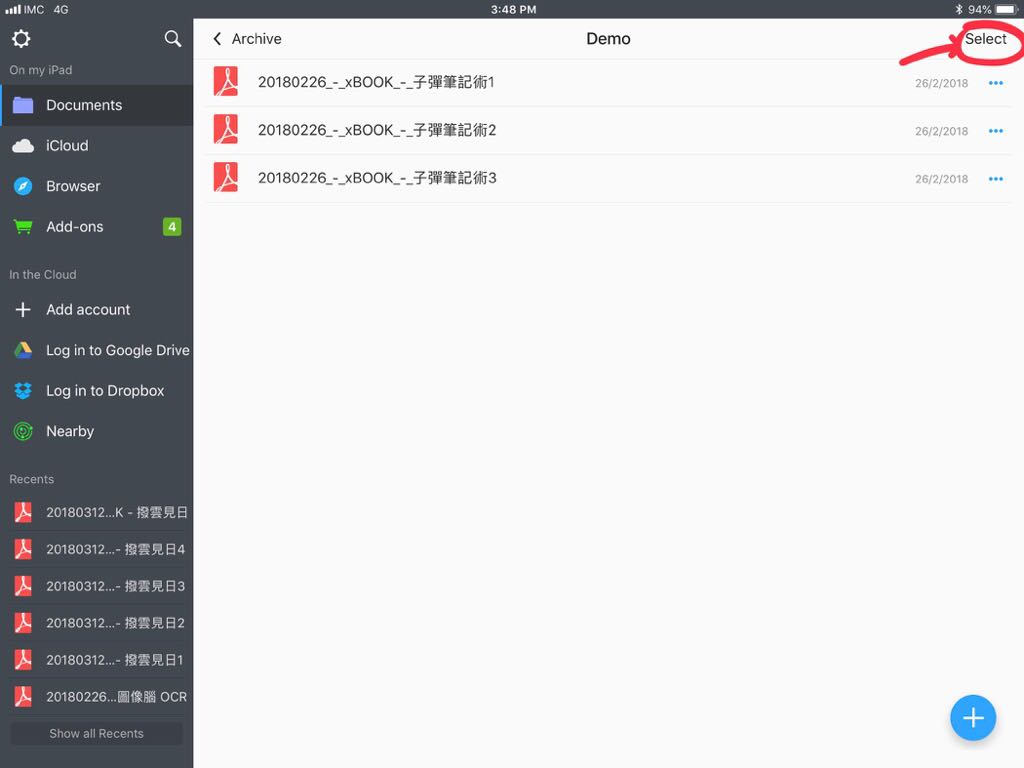 IMC 4G
3:48 PM
94%
On my iPad
Documents
iCloud
Browser
Add-ons 4
In the Cloud
Add account
Log in to Google Drive
Log in to Dropbox
Nearby
Recents
20180312...K - 撥雲見日
20180312...- 撥雲見日4
20180312...- 撥雲見日3
20180312...- 撥雲見日2
20180312...- 撥雲見日1
20180226...圖像腦 OCR
Show all Recents
Archive
Demo
Select
20180226_-_xBOOK_-_子彈筆記術1 26/2/2018
20180226_-_xBOOK_-_子彈筆記術2 26/2/2018
20180226_-_xBOOK_-_子彈筆記術3 26/2/2018